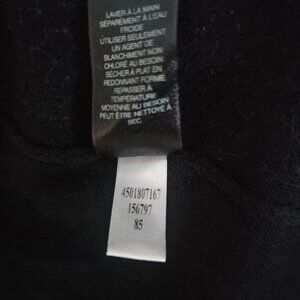 LAVER À LA MAIN
SÉPARÉMENT À L'EAU
FROIDE
UTILISER SEULEMENT
UN AGENT DE
BLANCHIMENT NON
CHLORÉ AU BESOIN
SÉCHER À PLAT EN
REDONNANT FORME
REPASSER À
TEMPÉRATURE
MOYENNE AU BESOIN
PEUT ÊTRE NETTOYÉ À
SEC
4501807167
156797
85